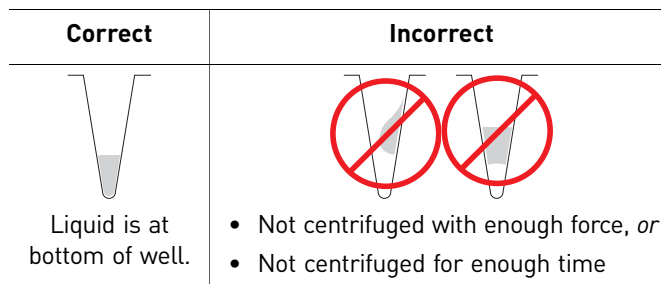 Correct
Incorrect
Liquid is at
bottom of well.
• Not centrifuged with enough force, or
• Not centrifuged for enough time